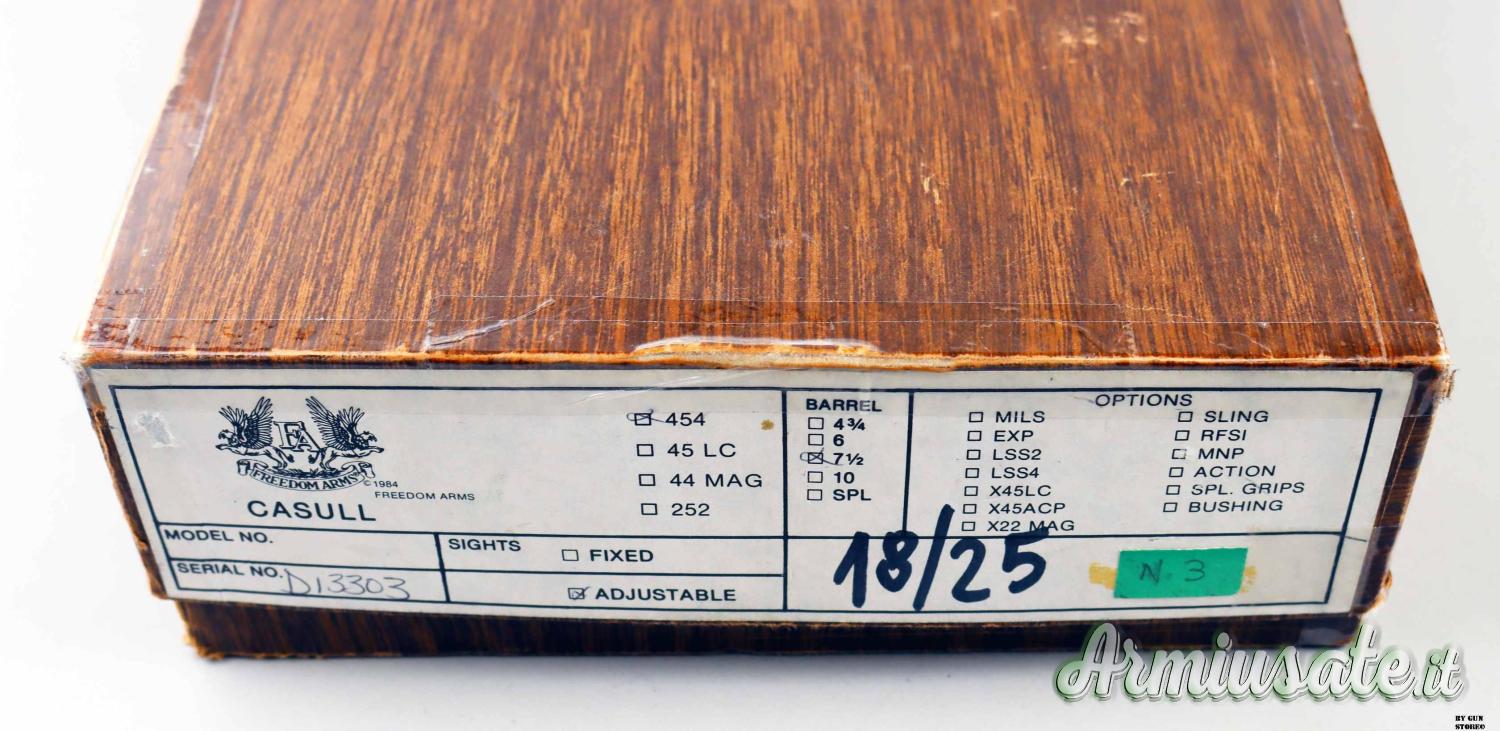 FA
FREEDOM ARMS
© 1984
FREEDOM ARMS
CASULL
454
45 LC
44 MAG
252
BARREL
4¾
6
7½
10
SPL
OPTIONS
MILS
EXP
LSS2
LSS4
X45LC
X45ACP
X22 MAG
SLING
RFSI
MNP
ACTION
SPL. GRIPS
BUSHING
MODEL NO.
SERIAL NO. D13303
SIGHTS
FIXED
ADJUSTABLE
18/25
N. 3
Armiusate.it
BY GUN
STORE©